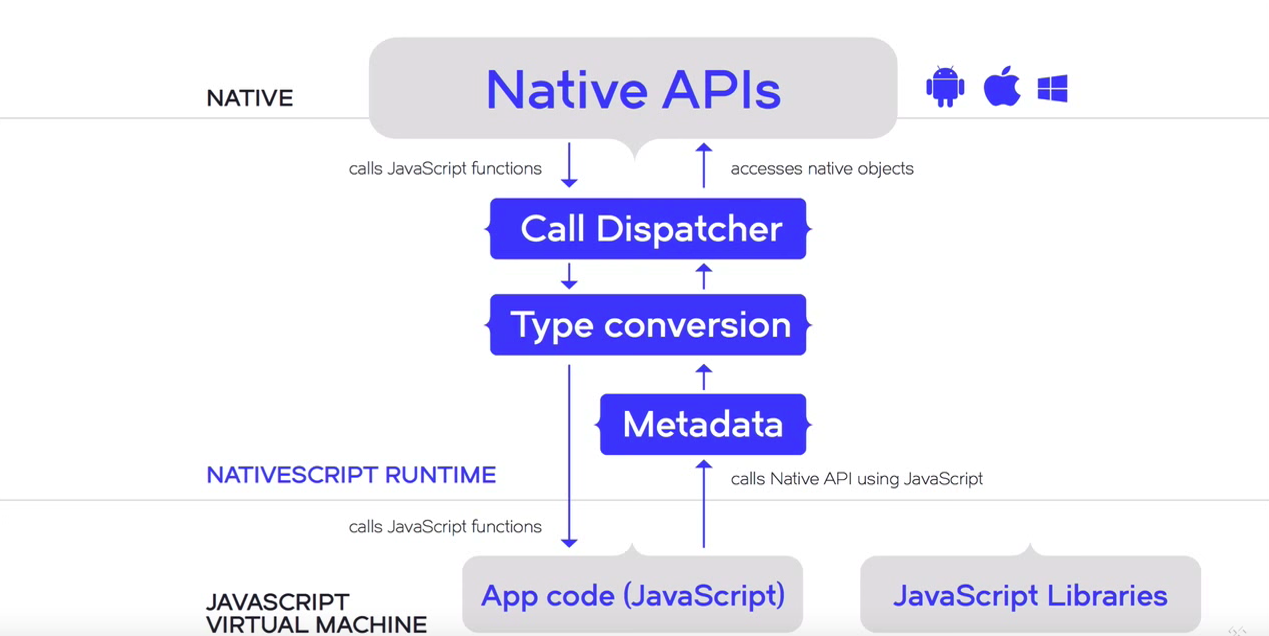 Native APIs
NATIVE
calls JavaScript functions
accesses native objects
Call Dispatcher
Type conversion
Metadata
NATIVESCRIPT RUNTIME
calls Native API using JavaScript
calls JavaScript functions
App code (JavaScript)
JavaScript Libraries
JAVASCRIPT
VIRTUAL MACHINE